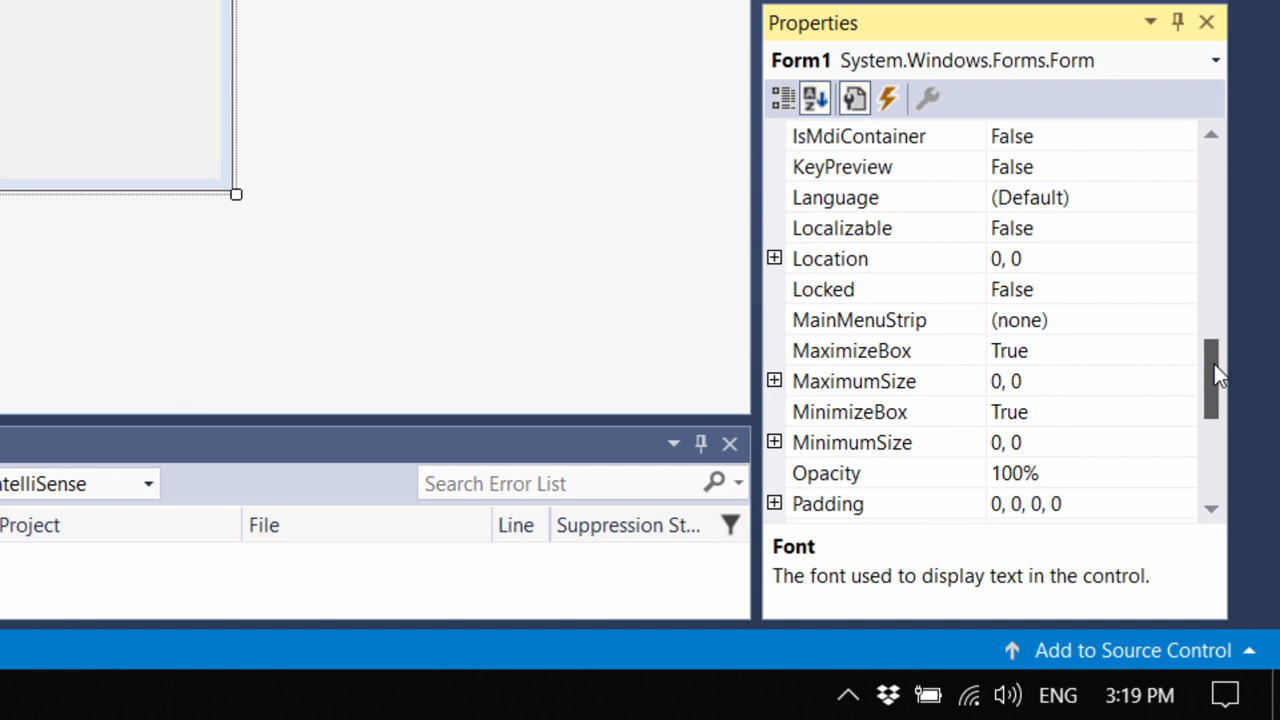 Properties
Form1 System.Windows.Forms.Form
IsMdiContainer False
KeyPreview False
Language (Default)
Localizable False
Location 0, 0
Locked False
MainMenuStrip (none)
MaximizeBox True
MaximumSize 0, 0
MinimizeBox True
MinimumSize 0, 0
Opacity 100%
Padding 0, 0, 0, 0
Font
The font used to display text in the control.
ntelliSense
Search Error List
Project File Line Suppression St...
Add to Source Control
ENG 3:19 PM